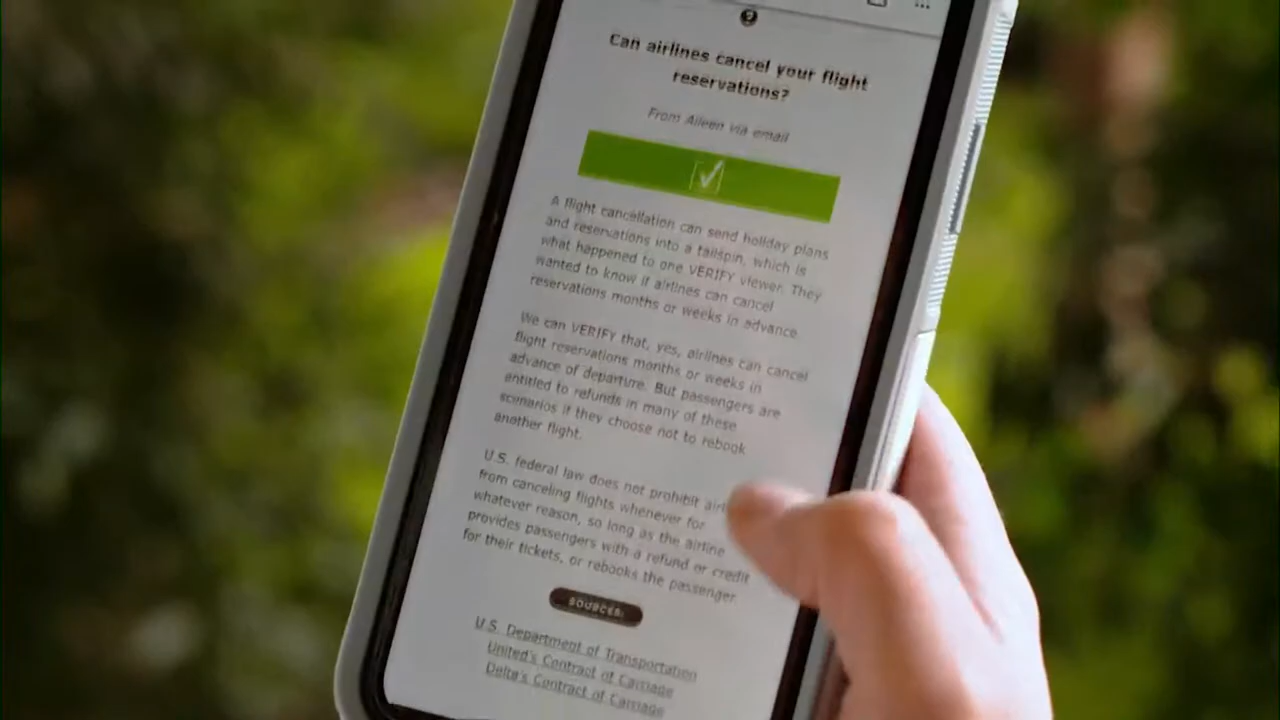 ?
Can airlines cancel your flight
reservations?
From Aileen via email
A flight cancellation can send holiday plans
and reservations into a tailspin, which is
what happened to one VERIFY viewer. They
wanted to know if airlines can cancel
reservations months or weeks in advance.
We can VERIFY that, yes, airlines can cancel
flight reservations months or weeks in
advance of departure. But passengers are
entitled to refunds in many of these
scenarios if they choose not to rebook
another flight.
U.S. federal law does not prohibit
from canceling flights whenever for
whatever reason, so long as the airline
provides passengers with a refund or credit
for their tickets, or rebooks the passenger.
SOURCES:
U.S. Department of Transportation
United's Contract of Carriage
Delta's Contract of Carriage